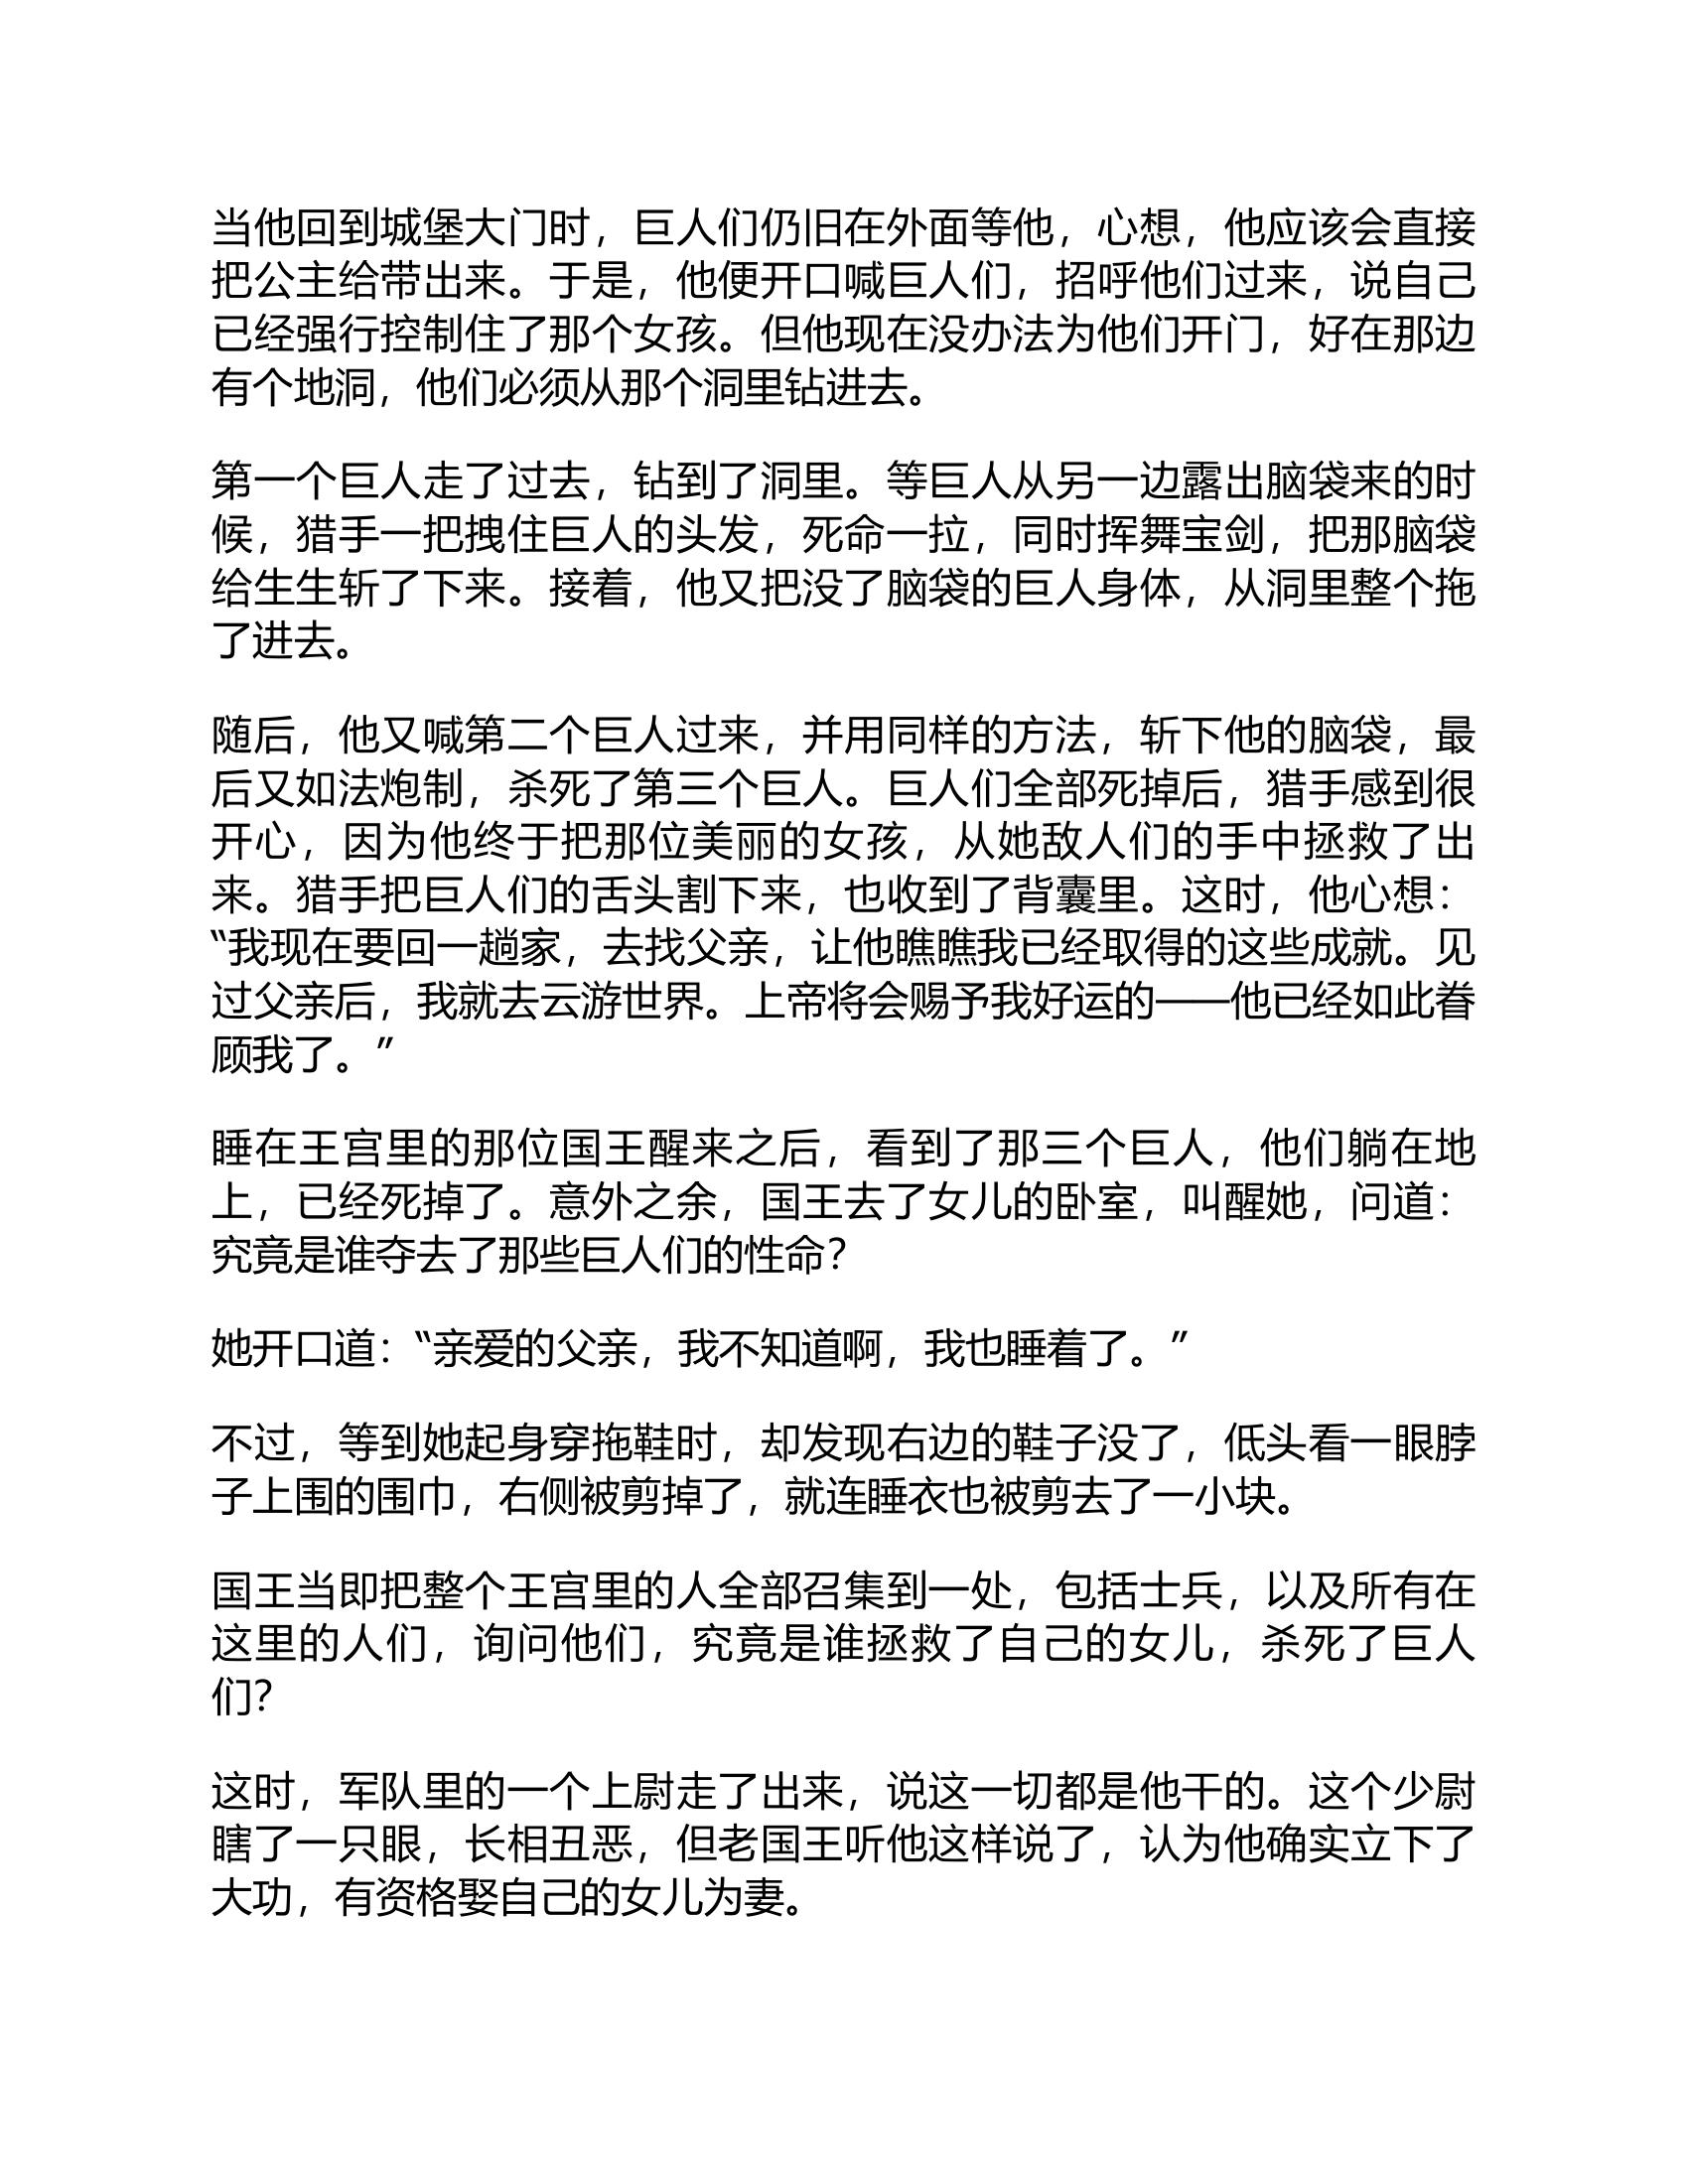 当他回到城堡大门时，巨人们仍旧在外面等他，心想，他应该会直接
把公主给带出来。于是，他便开口喊巨人们，招呼他们过来，说自己
已经强行控制住了那个女孩。但他现在没办法为他们开门，好在那边
有个地洞，他们必须从那个洞里钻进去。
第一个巨人走了过去，钻到了洞里。等巨人从另一边露出脑袋来的时
候，猎手一把拽住巨人的头发，死命一拉，同时挥舞宝剑，把那脑袋
给生生斩了下来。接着，他又把没了脑袋的巨人身体，从洞里整个拖
了进去。
随后，他又喊第二个巨人过来，并用同样的方法，斩下他的脑袋，最
后又如法炮制，杀死了第三个巨人。巨人们全部死掉后，猎手感到很
开心，因为他终于把那位美丽的女孩，从她敌人们的手中拯救了出
来。猎手把巨人们的舌头割下来，也收到了背囊里。这时，他心想：
“我现在要回一趟家，去找父亲，让他瞧瞧我已经取得的这些成就。见
过父亲后，我就去云游世界。上帝将会赐予我好运的——他已经如此眷
顾我了。”
睡在王宫里的那位国王醒来之后，看到了那三个巨人，他们躺在地
上，已经死掉了。意外之余，国王去了女儿的卧室，叫醒她，问道：
究竟是谁夺去了那些巨人们的性命？
她开口道：“亲爱的父亲，我不知道啊，我也睡着了。”
不过，等到她起身穿拖鞋时，却发现右边的鞋子没了，低头看一眼脖
子上围的围巾，右侧被剪掉了，就连睡衣也被剪去了一小块。
国王当即把整个王宫里的人全部召集到一处，包括士兵，以及所有在
这里的人们，询问他们，究竟是谁拯救了自己的女儿，杀死了巨人
们？
这时，军队里的一个上尉走了出来，说这一切都是他干的。这个少尉
瞎了一只眼，长相丑恶，但老国王听他这样说了，认为他确实立下了
大功，有资格娶自己的女儿为妻。